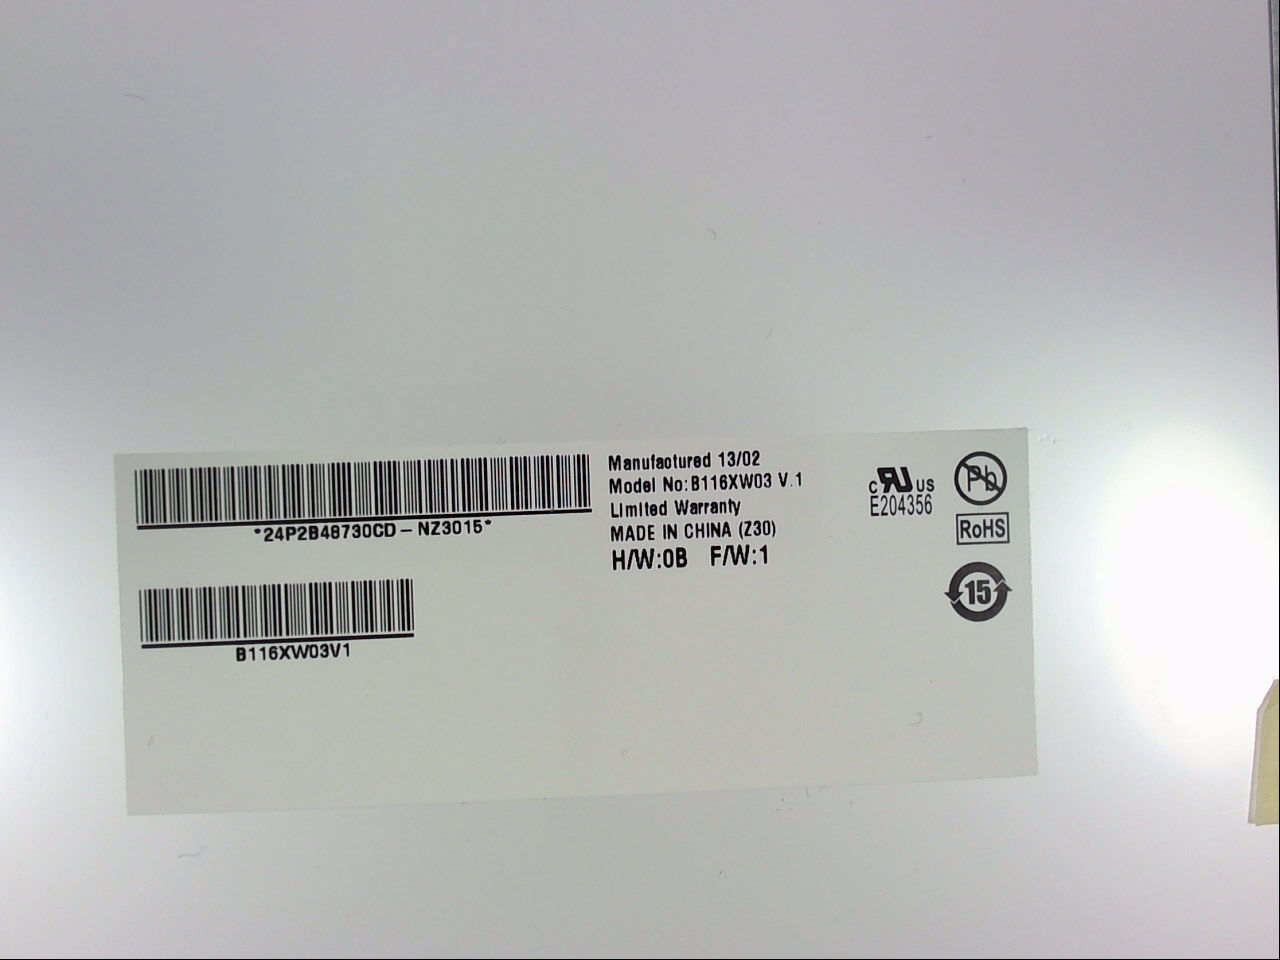 Manufactured 13/02
Model No:B116XW03 V.1
Limited Warranty
MADE IN CHINA (Z30)
H/W:0B F/W:1
*24P2B48730CD-NZ3015*
B116XW03V1
C RU US
E204356
Pb
RoHS
15